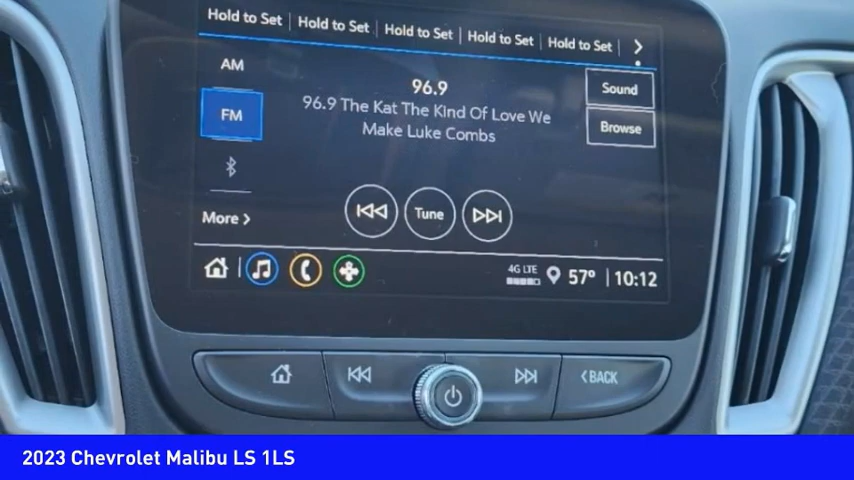 Hold to Set Hold to Set Hold to Set Hold to Set Hold to Set
AM
96.9
Sound
FM
96.9 The Kat The Kind Of Love We
Make Luke Combs
Browse
More
Tune
4G LTE
57° 10:12
BACK
2023 Chevrolet Malibu LS 1LS